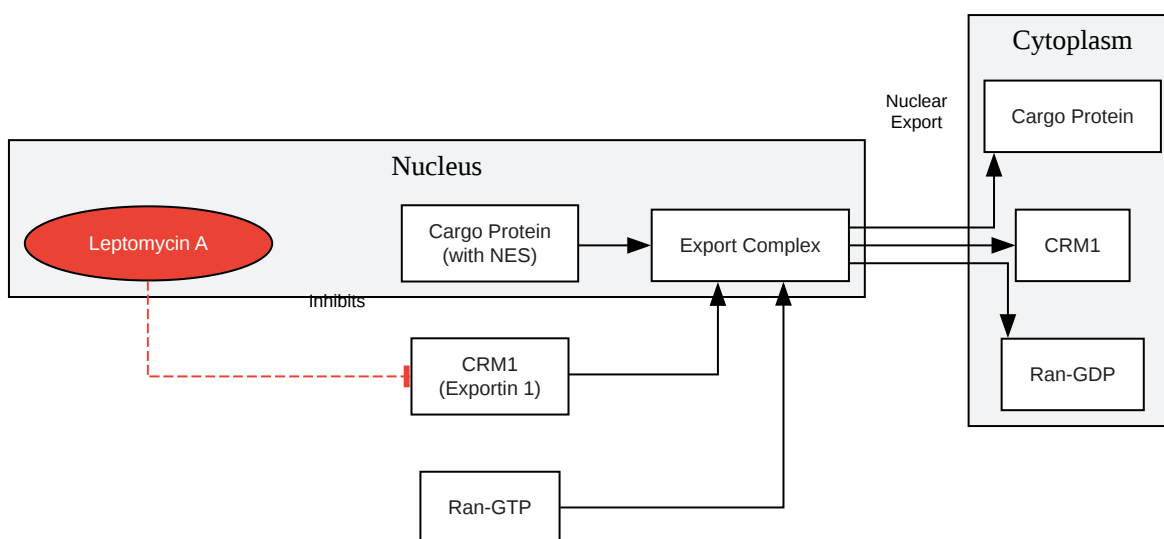 Cytoplasm
Nuclear
Export
Cargo Protein
Nucleus
Leptomycin A
Cargo Protein
(with NES)
Export Complex
CRM1
Inhibits
CRM1
(Exportin 1)
Ran-GDP
Ran-GTP